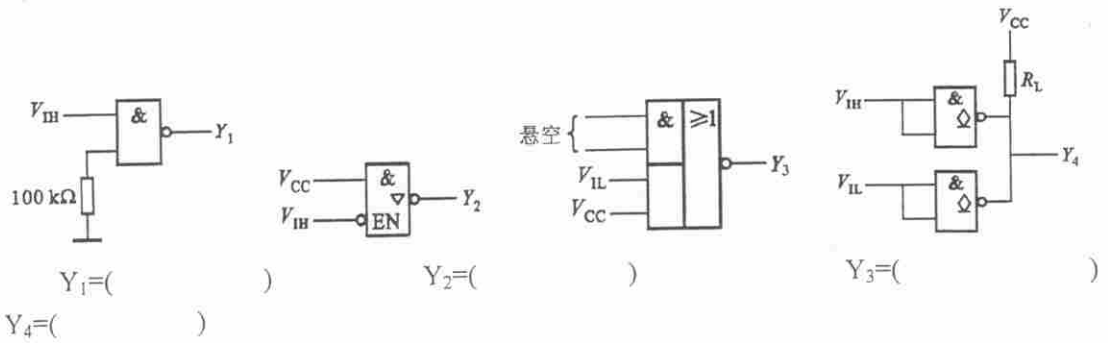 V_CC
R_L
V_IH & Y_1
100 kΩ
V_CC & ▽ Y_2
V_IH EN
悬空 { & ≥1 Y_3
V_IL
V_CC
V_IH &
Y_4
V_IL &
Y_1=( ) Y_2=( ) Y_3=( )
Y_4=( )